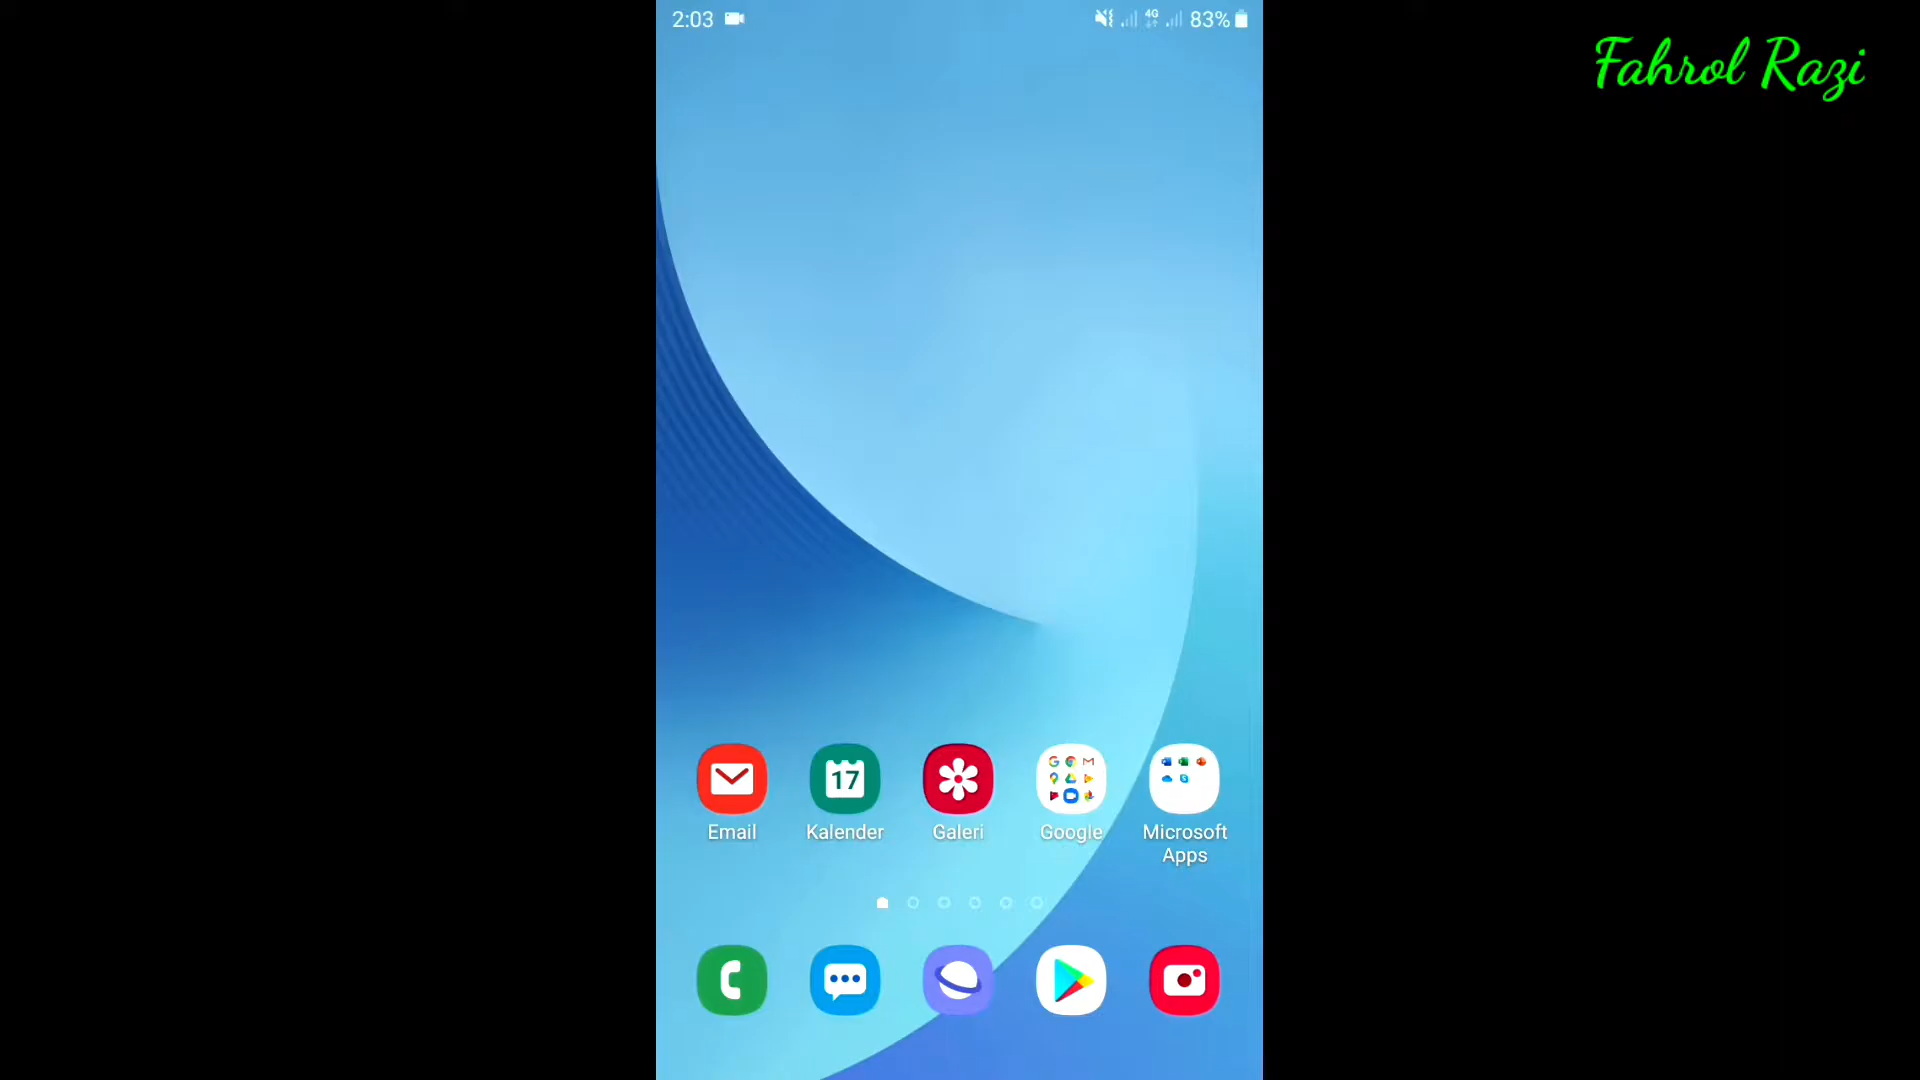 2:03
4G
83%
Fahrol Razi
17
Email
Kalender
Galeri
Google
Microsoft
Apps